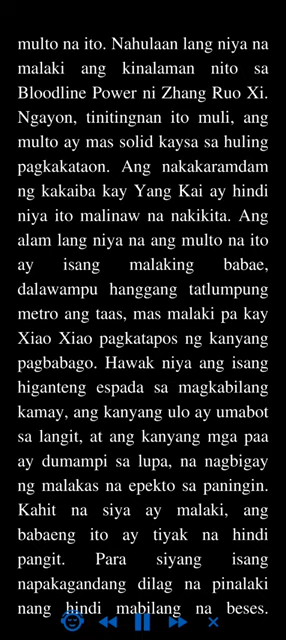 multo na ito. Nahulaan lang niya na
malaki ang kinalaman nito sa
Bloodline Power ni Zhang Ruo Xi.
Ngayon, tinitingnan ito muli, ang
multo ay mas solid kaysa sa huling
pagkakataon. Ang nakakaramdam
ng kakaiba kay Yang Kai ay hindi
niya ito malinaw na nakikita. Ang
alam lang niya na ang multo na ito
ay isang malaking babae,
dalawampu hanggang tatlumpung
metro ang taas, mas malaki pa kay
Xiao Xiao pagkatapos ng kanyang
pagbabago. Hawak niya ang isang
higanteng espada sa magkabilang
kamay, ang kanyang ulo ay umabot
sa langit, at ang kanyang mga paa
ay dumampi sa lupa, na nagbigay
ng malakas na epekto sa paningin.
Kahit na siya ay malaki, ang
babaeng ito ay tiyak na hindi
pangit. Para siyang isang
napakagandang dilag na pinalaki
nang hindi mabilang na beses.